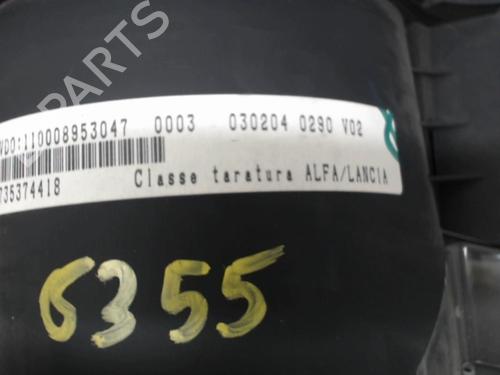 PARTS
VDO:110008953047 0003 030204 0290 V02
735374418 Classe taratura ALFA/LANCIA
6355